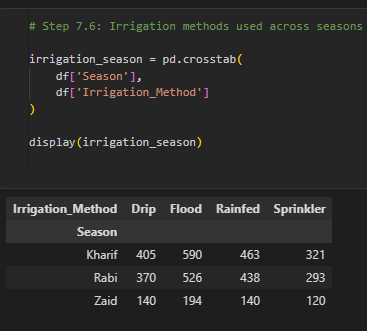 # Step 7.6: Irrigation methods used across seasons
irrigation_season = pd.crosstab(
df['Season'],
df['Irrigation_Method']
)
display(irrigation_season)
Irrigation_Method Drip Flood Rainfed Sprinkler
Season
Kharif 405 590 463 321
Rabi 370 526 438 293
Zaid 140 194 140 120